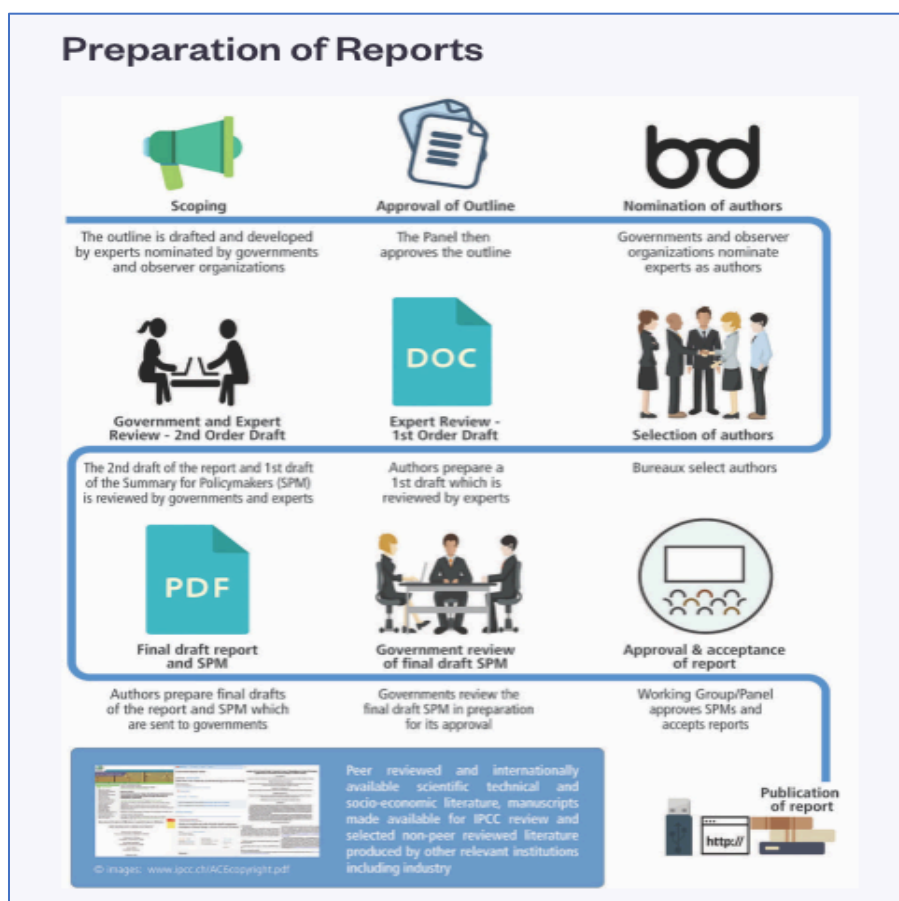 Preparation of Reports
Scoping
The outline is drafted and developed
by experts nominated by governments
and observer organizations
Approval of Outline
The Panel then
approves the outline
Nomination of authors
Governments and observer
organizations nominate
experts as authors
Selection of authors
Bureaux select authors
DOC
Expert Review -
1st Order Draft
Authors prepare a
1st draft which is
reviewed by experts
Government and Expert
Review - 2nd Order Draft
The 2nd draft of the report and 1st draft
of the Summary for Policymakers (SPM)
is reviewed by governments and experts
PDF
Final draft report
and SPM
Authors prepare final drafts
of the report and SPM which
are sent to governments
Government review
of final draft SPM
Governments review the
final draft SPM in preparation
for its approval
Approval & acceptance
of report
Working Group/Panel
approves SPMs and
accepts reports
Publication
of report
http://
Peer reviewed and internationally
available scientific technical and
socio-economic literature, manuscripts
made available for IPCC review and
selected non-peer reviewed literature
produced by other relevant institutions
including industry
© images: www.ipcc.ch/AC6copyright.pdf